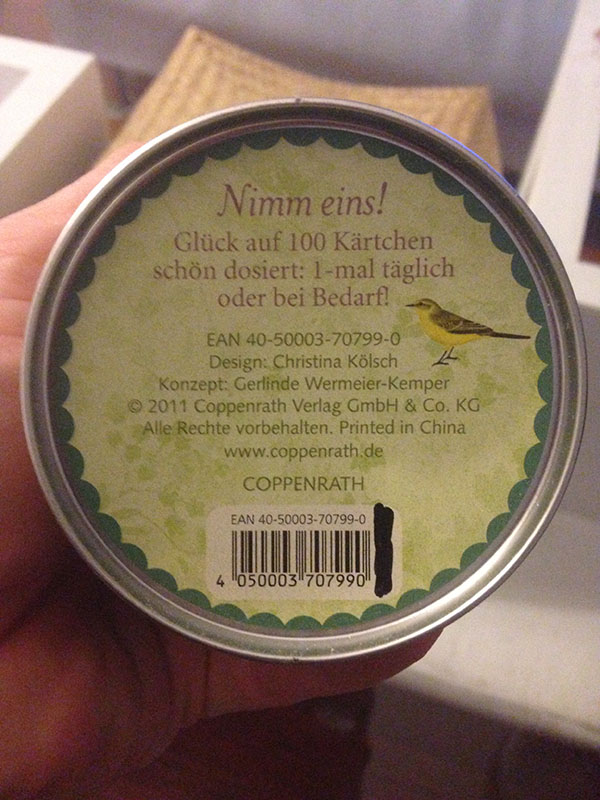 Nimm eins!
Glück auf 100 Kärtchen
schön dosiert: 1-mal täglich
oder bei Bedarf!
EAN 40-50003-70799-0
Design: Christina Kölsch
Konzept: Gerlinde Wermeier-Kemper
© 2011 Coppenrath Verlag GmbH & Co. KG
Alle Rechte vorbehalten. Printed in China
www.coppenrath.de
COPPENRATH
EAN 40-50003-70799-0
4 050003 707990